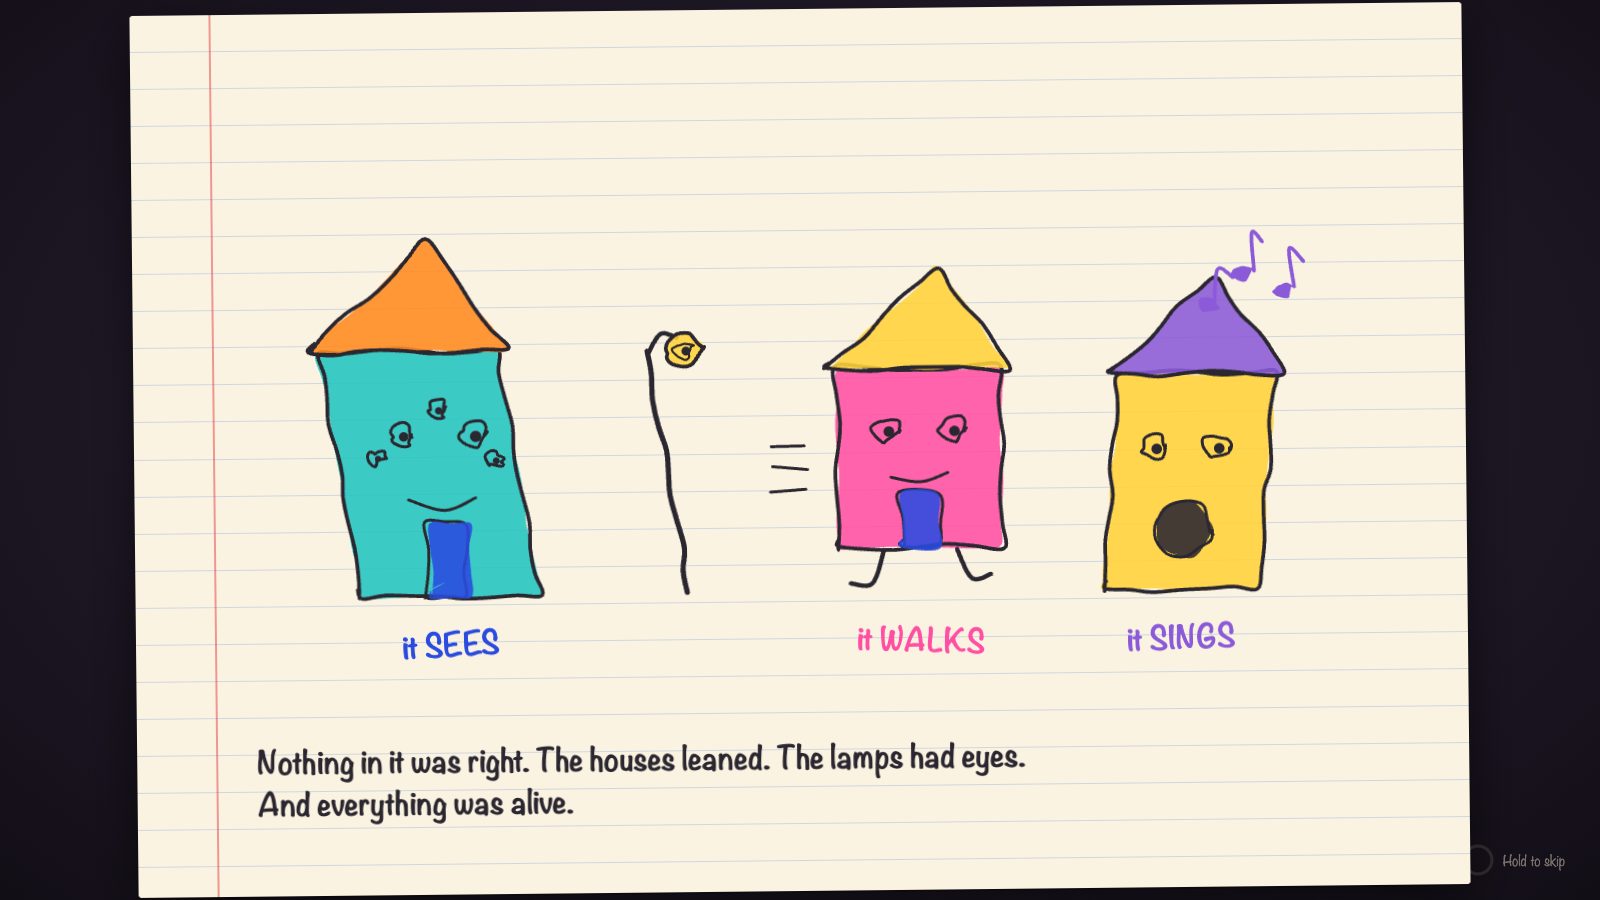 it SEES
it WALKS
it SINGS
Nothing in it was right. The houses leaned. The lamps had eyes.
And everything was alive.
Hold to skip